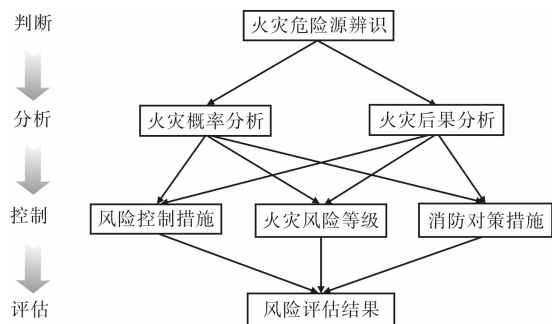 判断
火灾危险源辨识
分析
火灾概率分析
火灾后果分析
控制
风险控制措施
火灾风险等级
消防对策措施
评估
风险评估结果